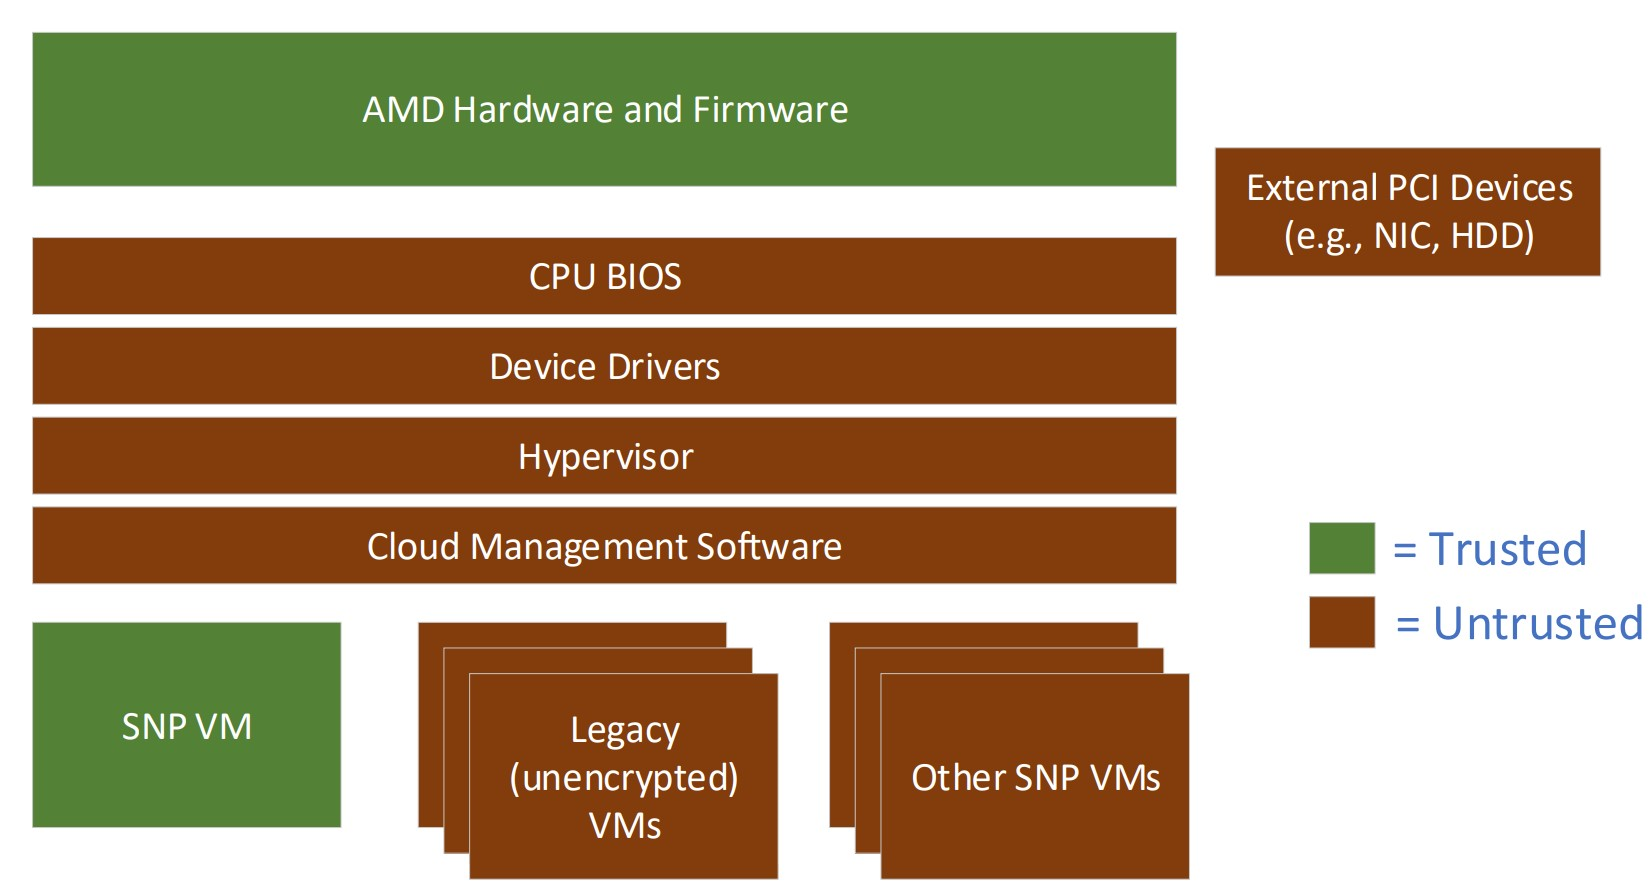 AMD Hardware and Firmware
External PCI Devices
(e.g., NIC, HDD)
CPU BIOS
Device Drivers
Hypervisor
Cloud Management Software
= Trusted
= Untrusted
SNP VM
Legacy
(unencrypted)
VMs
Other SNP VMs